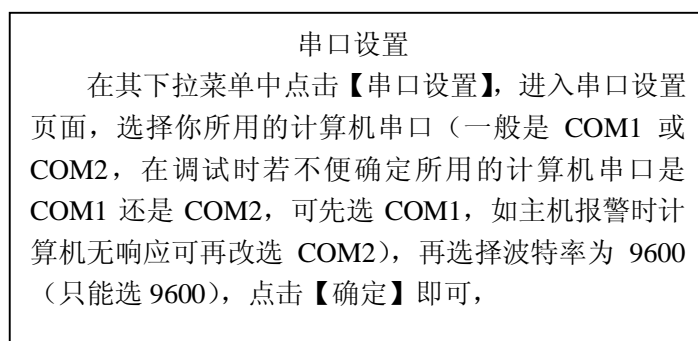 串口设置
在其下拉菜单中点击【串口设置】，进入串口设置
页面，选择你所用的计算机串口（一般是 COM1 或
COM2，在调试时若不便确定所用的计算机串口是
COM1 还是 COM2，可先选 COM1，如主机报警时计
算机无响应可再改选 COM2），再选择波特率为 9600
（只能选 9600），点击【确定】即可，